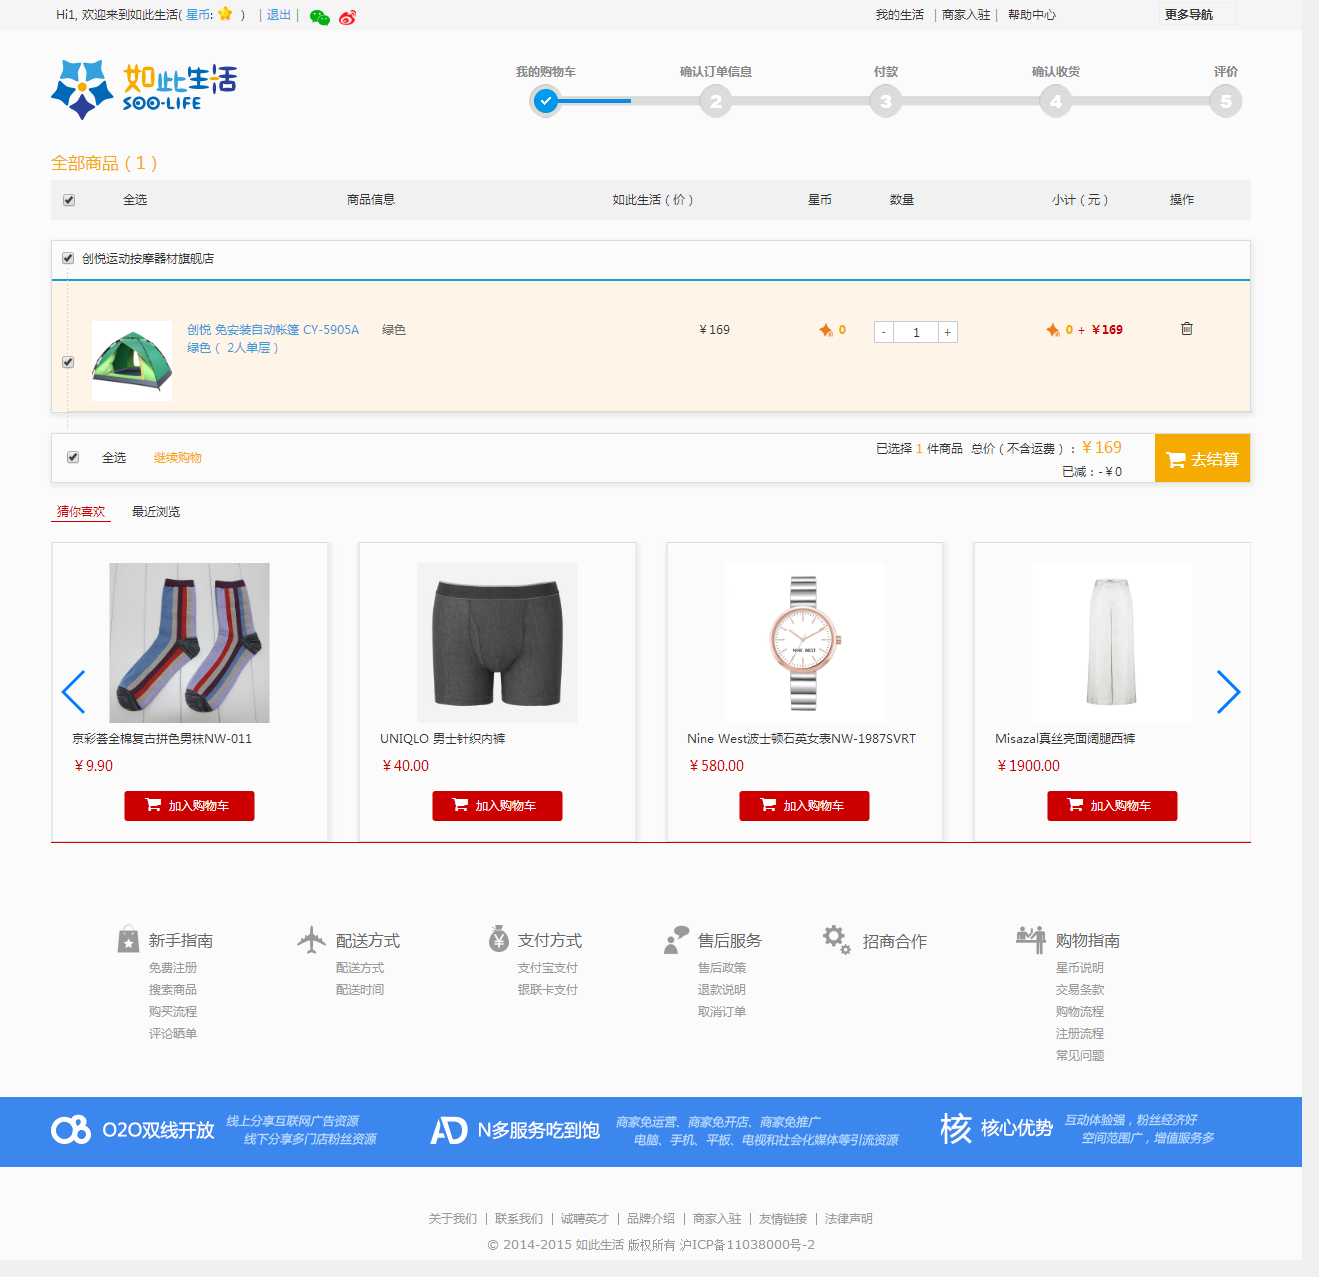 Hi1, 欢迎来到如此生活( 星币: ) | 退出 |
我的生活 | 商家入驻 | 帮助中心 更多导航
如此生活
SOO-LIFE
我的购物车 确认订单信息 付款 确认收货 评价
2 3 4 5
全部商品（1）
全选 商品信息 如此生活（价） 星币 数量 小计（元） 操作
创悦运动按摩器材旗舰店
创悦 免安装自动帐篷 CY-5905A 绿色 ￥169 0 - 1 + 0 + ￥169
绿色（ 2人单层）
全选 继续购物 已选择 1 件商品 总价（不含运费）：￥169 去结算
已减：-￥0
猜你喜欢 最近浏览
NINE WEST
京彩荟全棉复古拼色男袜NW-011 UNIQLO 男士针织内裤 Nine West波士顿石英女表NW-1987SVRT Misazal真丝亮面阔腿西裤
￥9.90 ￥40.00 ￥580.00 ￥1900.00
加入购物车 加入购物车 加入购物车 加入购物车
新手指南 配送方式 支付方式 售后服务 招商合作 购物指南
免费注册 配送方式 支付宝支付 售后政策 星币说明
搜索商品 配送时间 银联卡支付 退款说明 交易条款
购买流程 取消订单 购物流程
评论晒单 注册流程
常见问题
O2O双线开放 线上分享互联网广告资源 AD N多服务吃到饱 商家免运营、商家免开店、商家免推广 核 核心优势 互动体验强，粉丝经济好
线下分享多门店粉丝资源 电脑、手机、平板、电视和社会化媒体等引流资源 空间范围广，增值服务多
关于我们 | 联系我们 | 诚聘英才 | 品牌介绍 | 商家入驻 | 友情链接 | 法律声明
© 2014-2015 如此生活 版权所有 沪ICP备11038000号-2